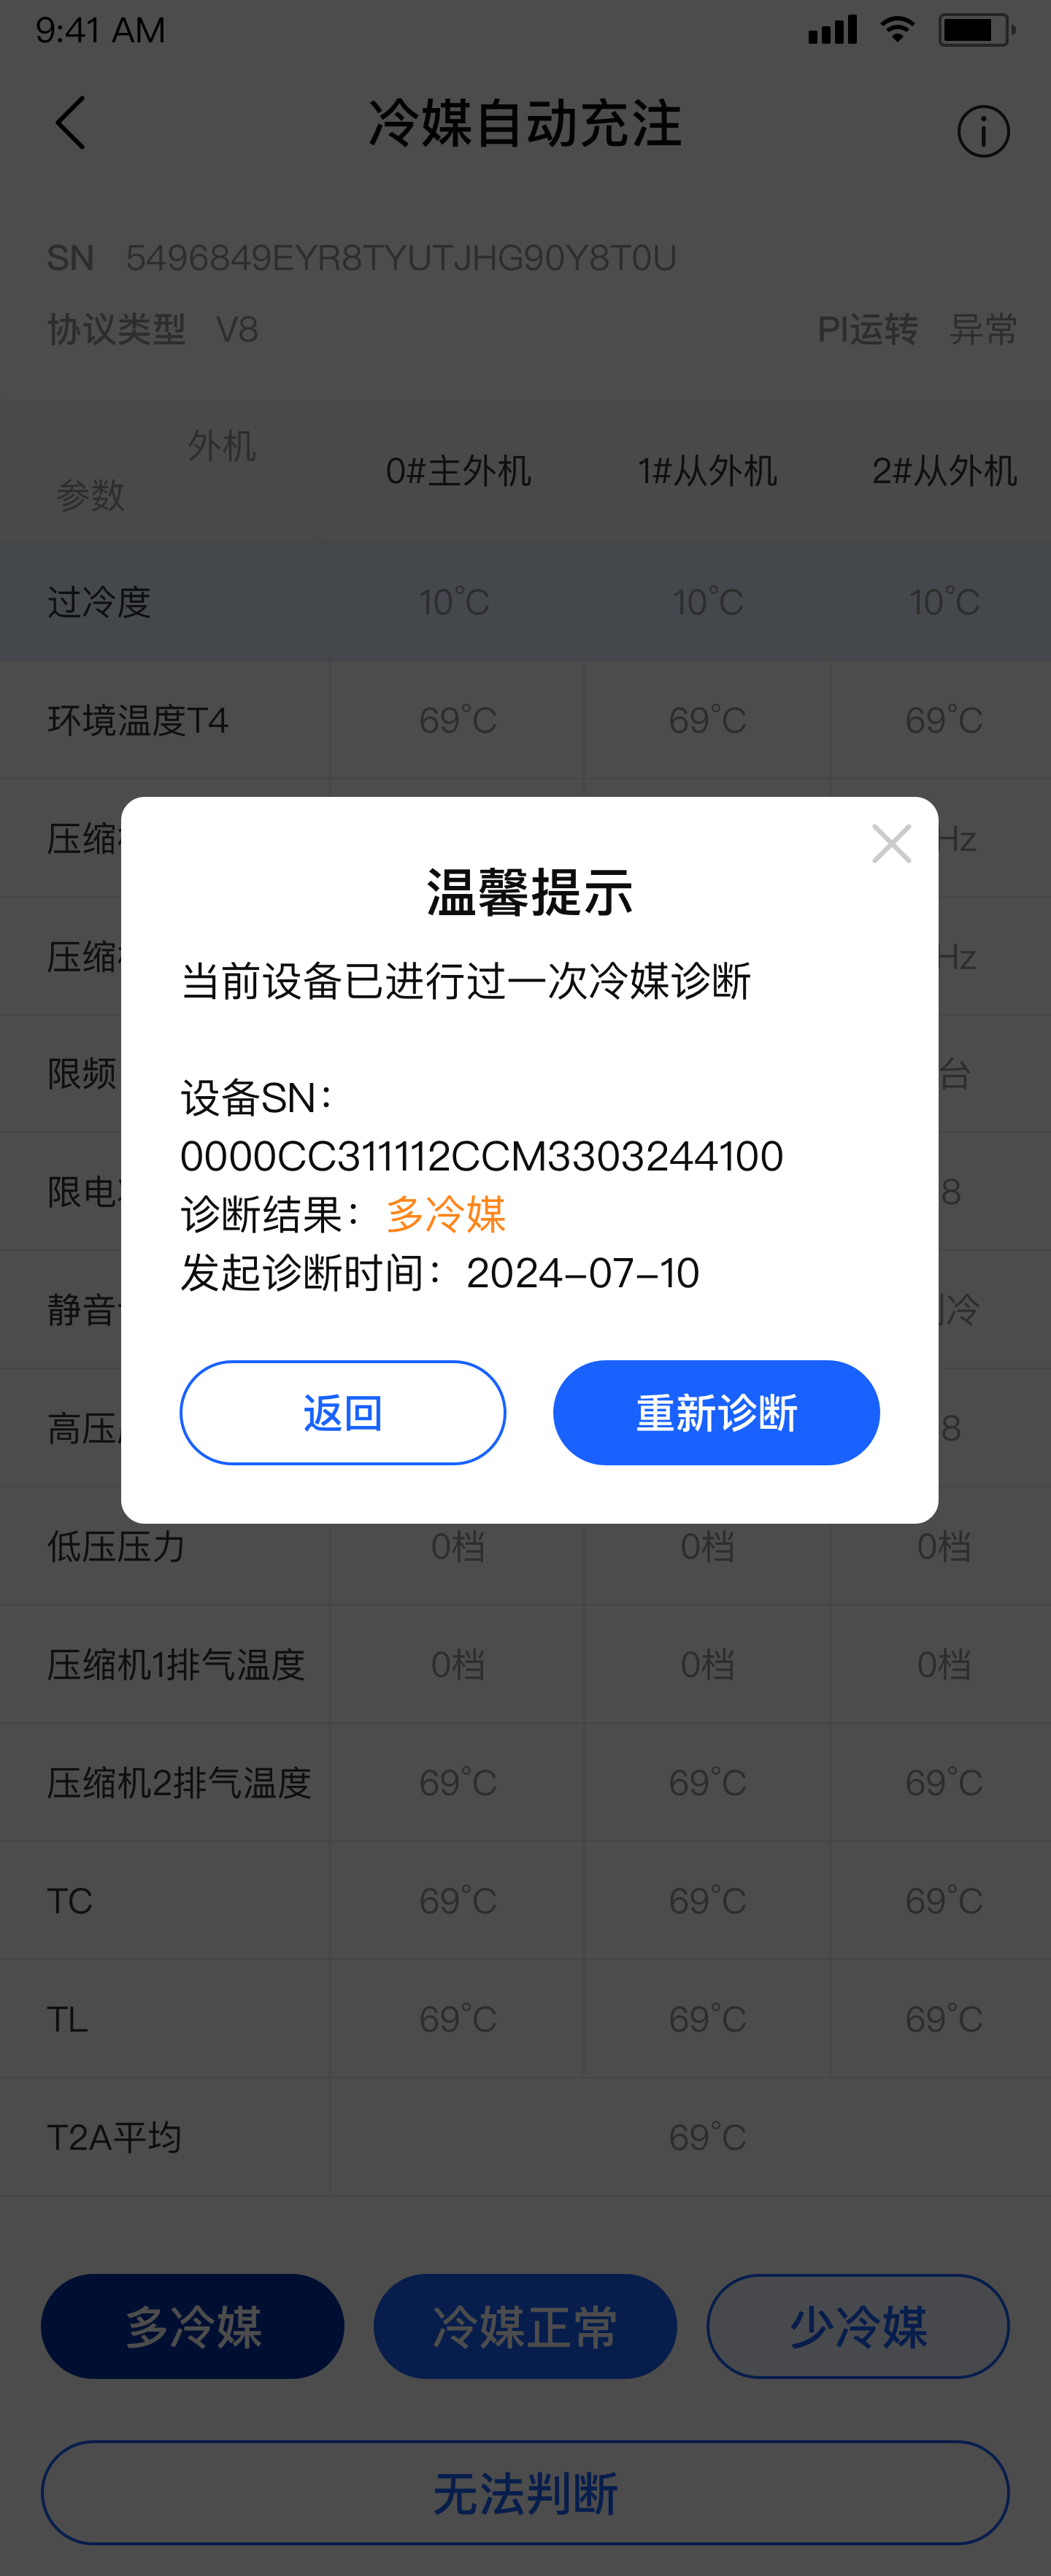 9:41 AM
冷媒自动充注
SN 5496849EYR8TYUTJHG90Y8T0U
协议类型 V8 PI运转 异常
外机
参数
0#主外机 1#从外机 2#从外机
过冷度 10°C 10°C 10°C
环境温度T4 69°C 69°C 69°C
压缩 Hz
压缩 Hz
限频 台
限电 8
静音 冷
高压 8
温馨提示
当前设备已进行过一次冷媒诊断
设备SN：
0000CC311112CCM3303244100
诊断结果：多冷媒
发起诊断时间：2024-07-10
返回 重新诊断
低压压力 0档 0档 0档
压缩机1排气温度 0档 0档 0档
压缩机2排气温度 69°C 69°C 69°C
TC 69°C 69°C 69°C
TL 69°C 69°C 69°C
T2A平均 69°C
多冷媒 冷媒正常 少冷媒
无法判断